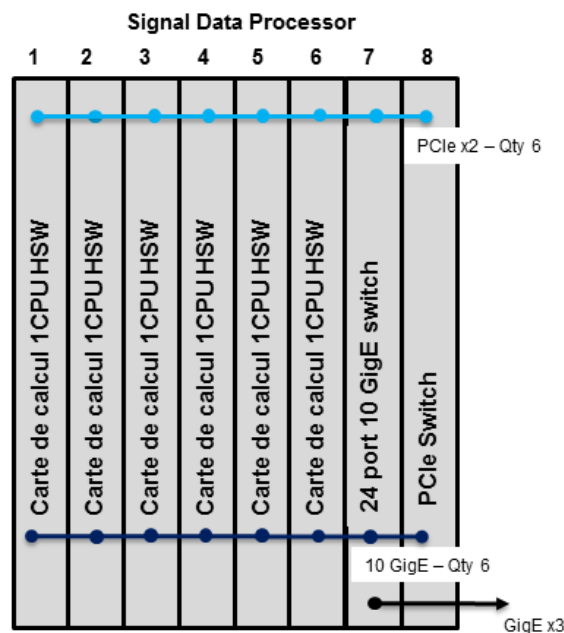 Signal Data Processor
1 2 3 4 5 6 7 8
PCIe x2 – Qty 6
Carte de calcul 1CPU HSW
Carte de calcul 1CPU HSW
Carte de calcul 1CPU HSW
Carte de calcul 1CPU HSW
Carte de calcul 1CPU HSW
Carte de calcul 1CPU HSW
24 port 10 GigE switch
PCIe Switch
10 GigE – Qty 6
GigE x3